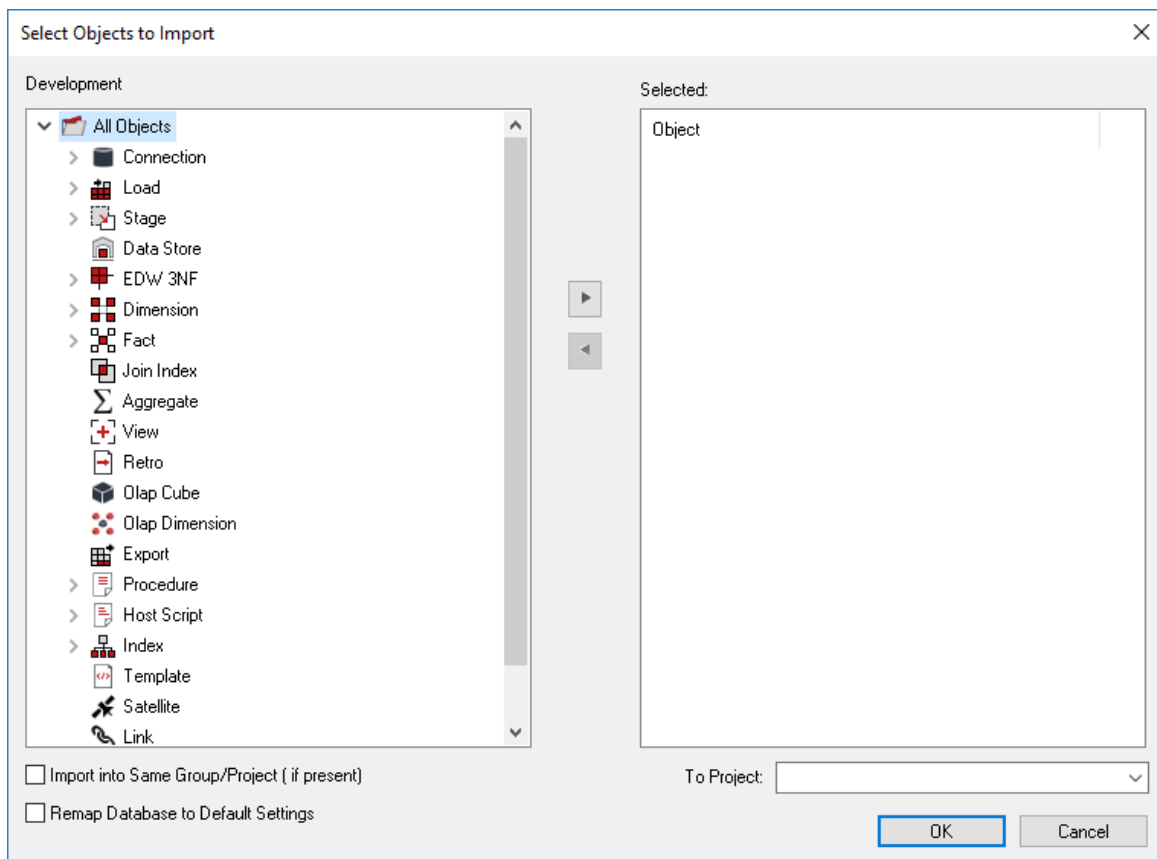 Select Objects to Import
Development
Selected:
All Objects
Connection
Load
Stage
Data Store
EDW 3NF
Dimension
Fact
Join Index
Aggregate
View
Retro
Olap Cube
Olap Dimension
Export
Procedure
Host Script
Index
Template
Satellite
Link
Object
Import into Same Group/Project ( if present)
Remap Database to Default Settings
To Project:
OK
Cancel